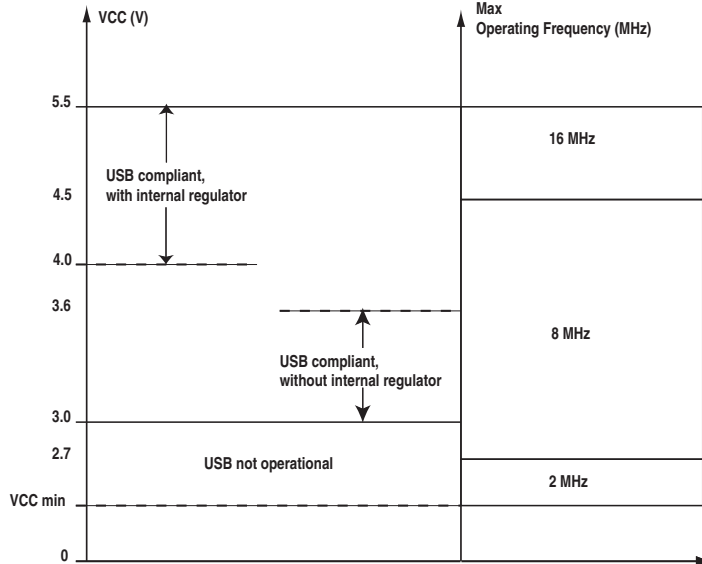 VCC (V)
Max
Operating Frequency (MHz)
5.5
16 MHz
USB compliant,
with internal regulator
4.5
4.0
3.6
8 MHz
USB compliant,
without internal regulator
3.0
2.7
USB not operational
2 MHz
VCC min
0